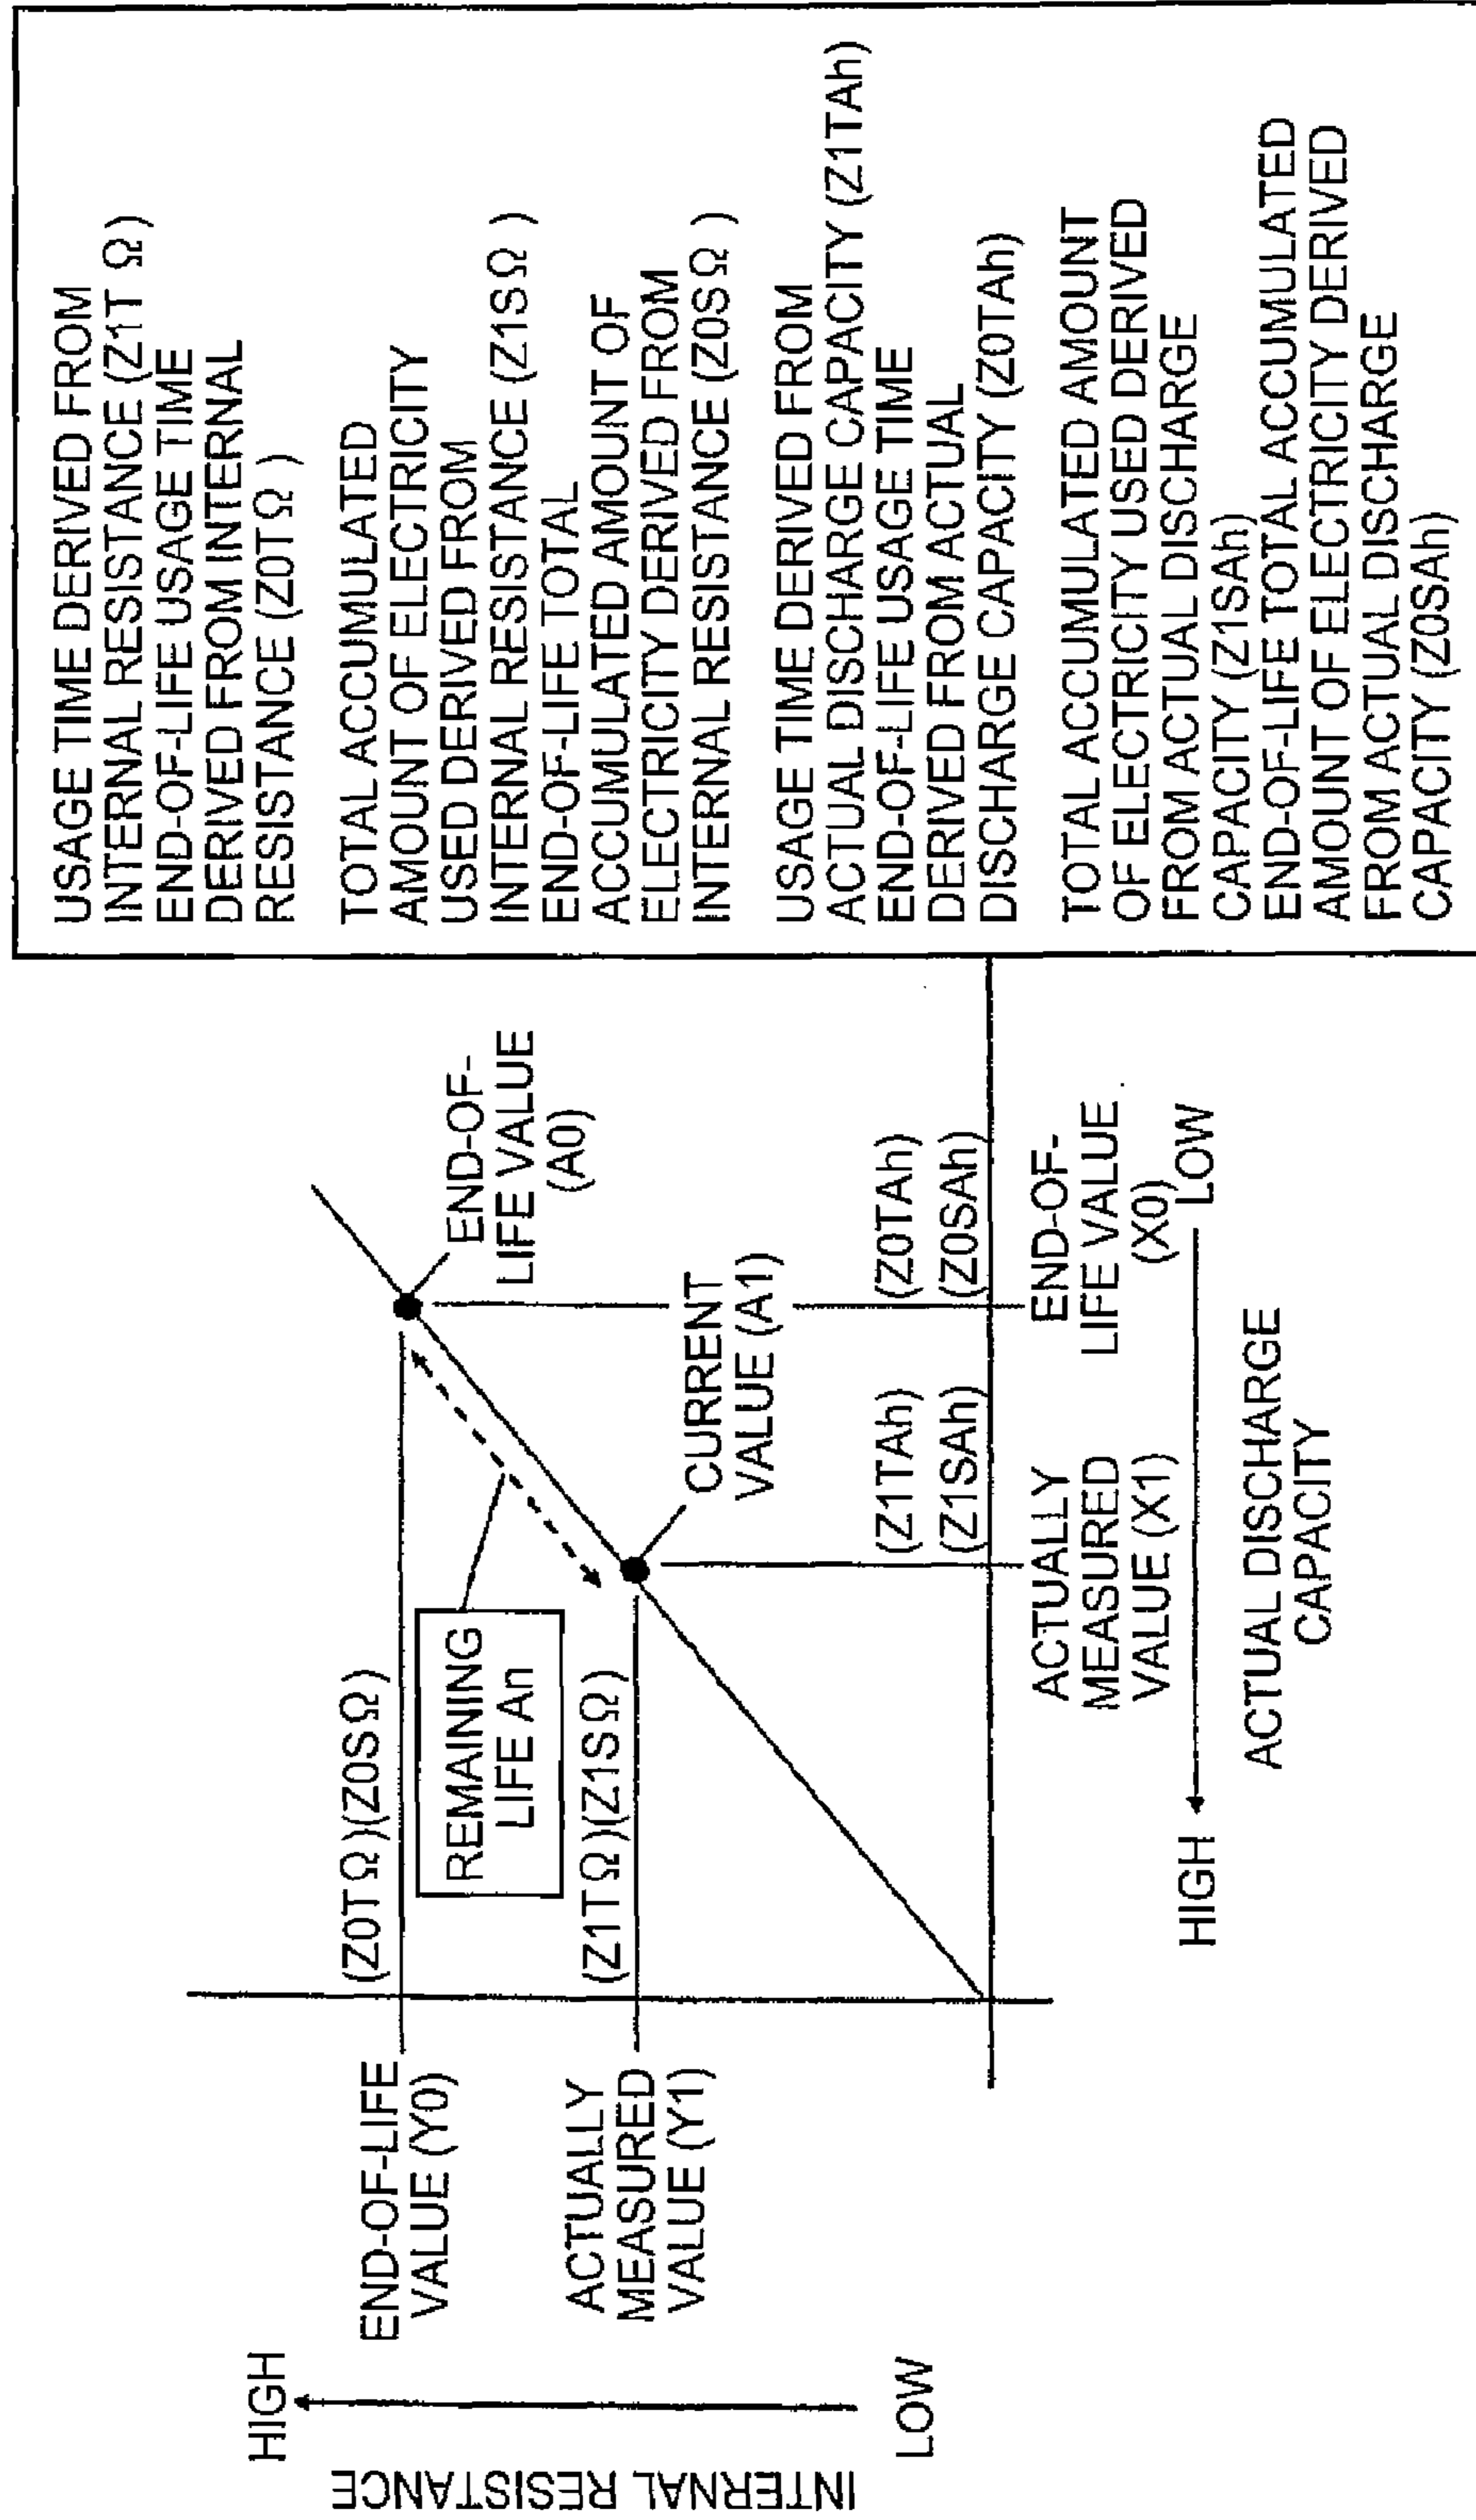 HIGH
INTERNAL RESISTANCE
LOW
END-OF-LIFE
VALUE (Y0)
ACTUALLY
MEASURED
VALUE (Y1)
(Z0TΩ)(Z0SΩ)
REMAINING
LIFE An
(Z1TΩ)(Z1SΩ)
END-OF-
LIFE VALUE
(A0)
CURRENT
VALUE (A1)
(Z1TAh)
(Z1SAh)
(Z0TAh)
(Z0SAh)
ACTUALLY
MEASURED
VALUE (X1)
END-OF-
LIFE VALUE
(X0)
HIGH
LOW
ACTUAL DISCHARGE
CAPACITY
USAGE TIME DERIVED FROM
INTERNAL RESISTANCE (Z1T Ω)
END-OF-LIFE USAGE TIME
DERIVED FROM INTERNAL
RESISTANCE (Z0TΩ )
TOTAL ACCUMULATED
AMOUNT OF ELECTRICITY
USED DERIVED FROM
INTERNAL RESISTANCE (Z1SΩ )
END-OF-LIFE TOTAL
ACCUMULATED AMOUNT OF
ELECTRICITY DERIVED FROM
INTERNAL RESISTANCE (Z0SΩ )
USAGE TIME DERIVED FROM
ACTUAL DISCHARGE CAPACITY (Z1TAh)
END-OF-LIFE USAGE TIME
DERIVED FROM ACTUAL
DISCHARGE CAPACITY (Z0TAh)
TOTAL ACCUMULATED AMOUNT
OF ELECTRICITY USED DERIVED
FROM ACTUAL DISCHARGE
CAPACITY (Z1SAh)
END-OF-LIFE TOTAL ACCUMULATED
AMOUNT OF ELECTRICITY DERIVED
FROM ACTUAL DISCHARGE
CAPACITY (Z0SAh)